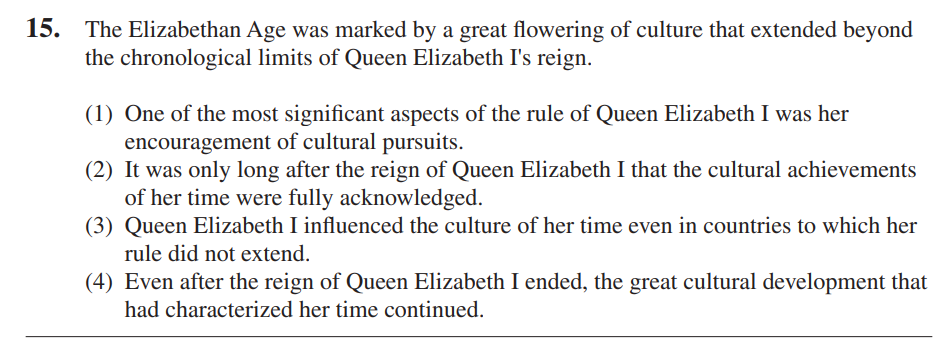 15. The Elizabethan Age was marked by a great flowering of culture that extended beyond
the chronological limits of Queen Elizabeth I's reign.
(1) One of the most significant aspects of the rule of Queen Elizabeth I was her
encouragement of cultural pursuits.
(2) It was only long after the reign of Queen Elizabeth I that the cultural achievements
of her time were fully acknowledged.
(3) Queen Elizabeth I influenced the culture of her time even in countries to which her
rule did not extend.
(4) Even after the reign of Queen Elizabeth I ended, the great cultural development that
had characterized her time continued.